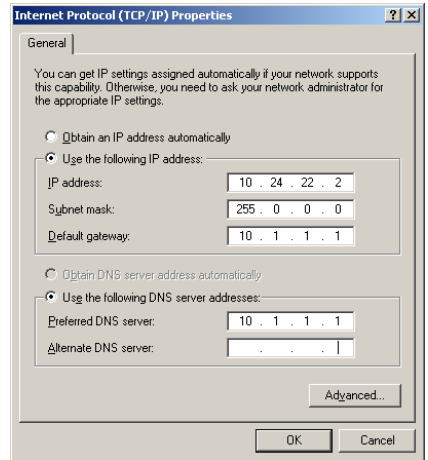 Internet Protocol (TCP/IP) Properties
General
You can get IP settings assigned automatically if your network supports
this capability. Otherwise, you need to ask your network administrator for
the appropriate IP settings.
Obtain an IP address automatically
Use the following IP address:
IP address: 10 . 24 . 22 . 2
Subnet mask: 255 . 0 . 0 . 0
Default gateway: 10 . 1 . 1 . 1
Obtain DNS server address automatically
Use the following DNS server addresses:
Preferred DNS server: 10 . 1 . 1 . 1
Alternate DNS server: . . .
Advanced...
OK Cancel